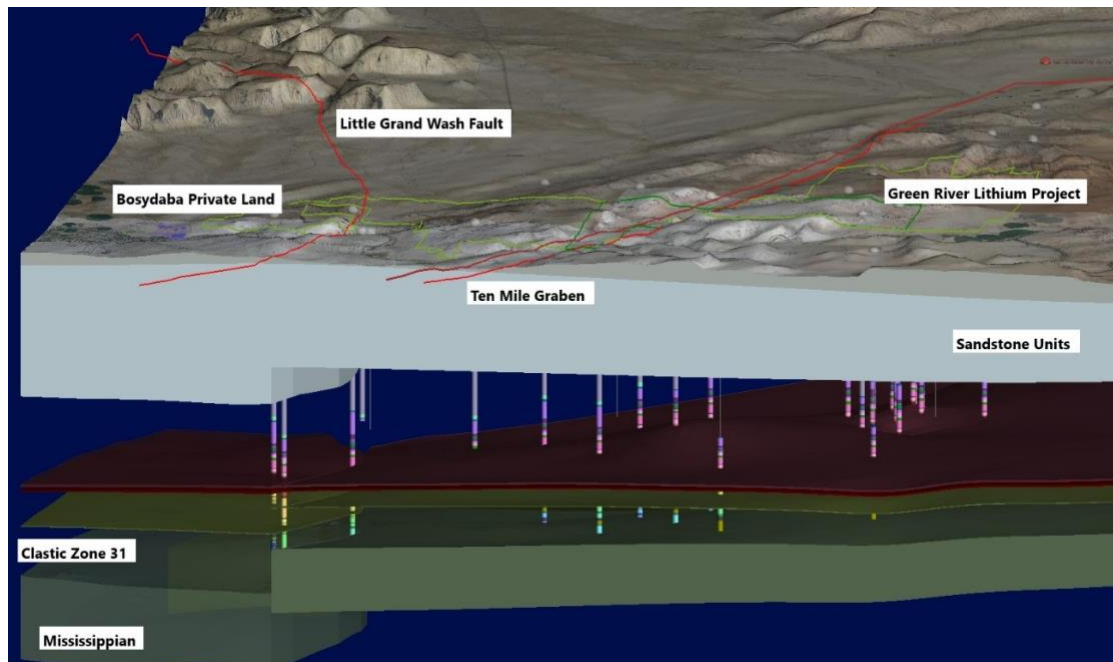 Little Grand Wash Fault
Bosydaba Private Land
Green River Lithium Project
Ten Mile Graben
Sandstone Units
Clastic Zone 31
Mississippian